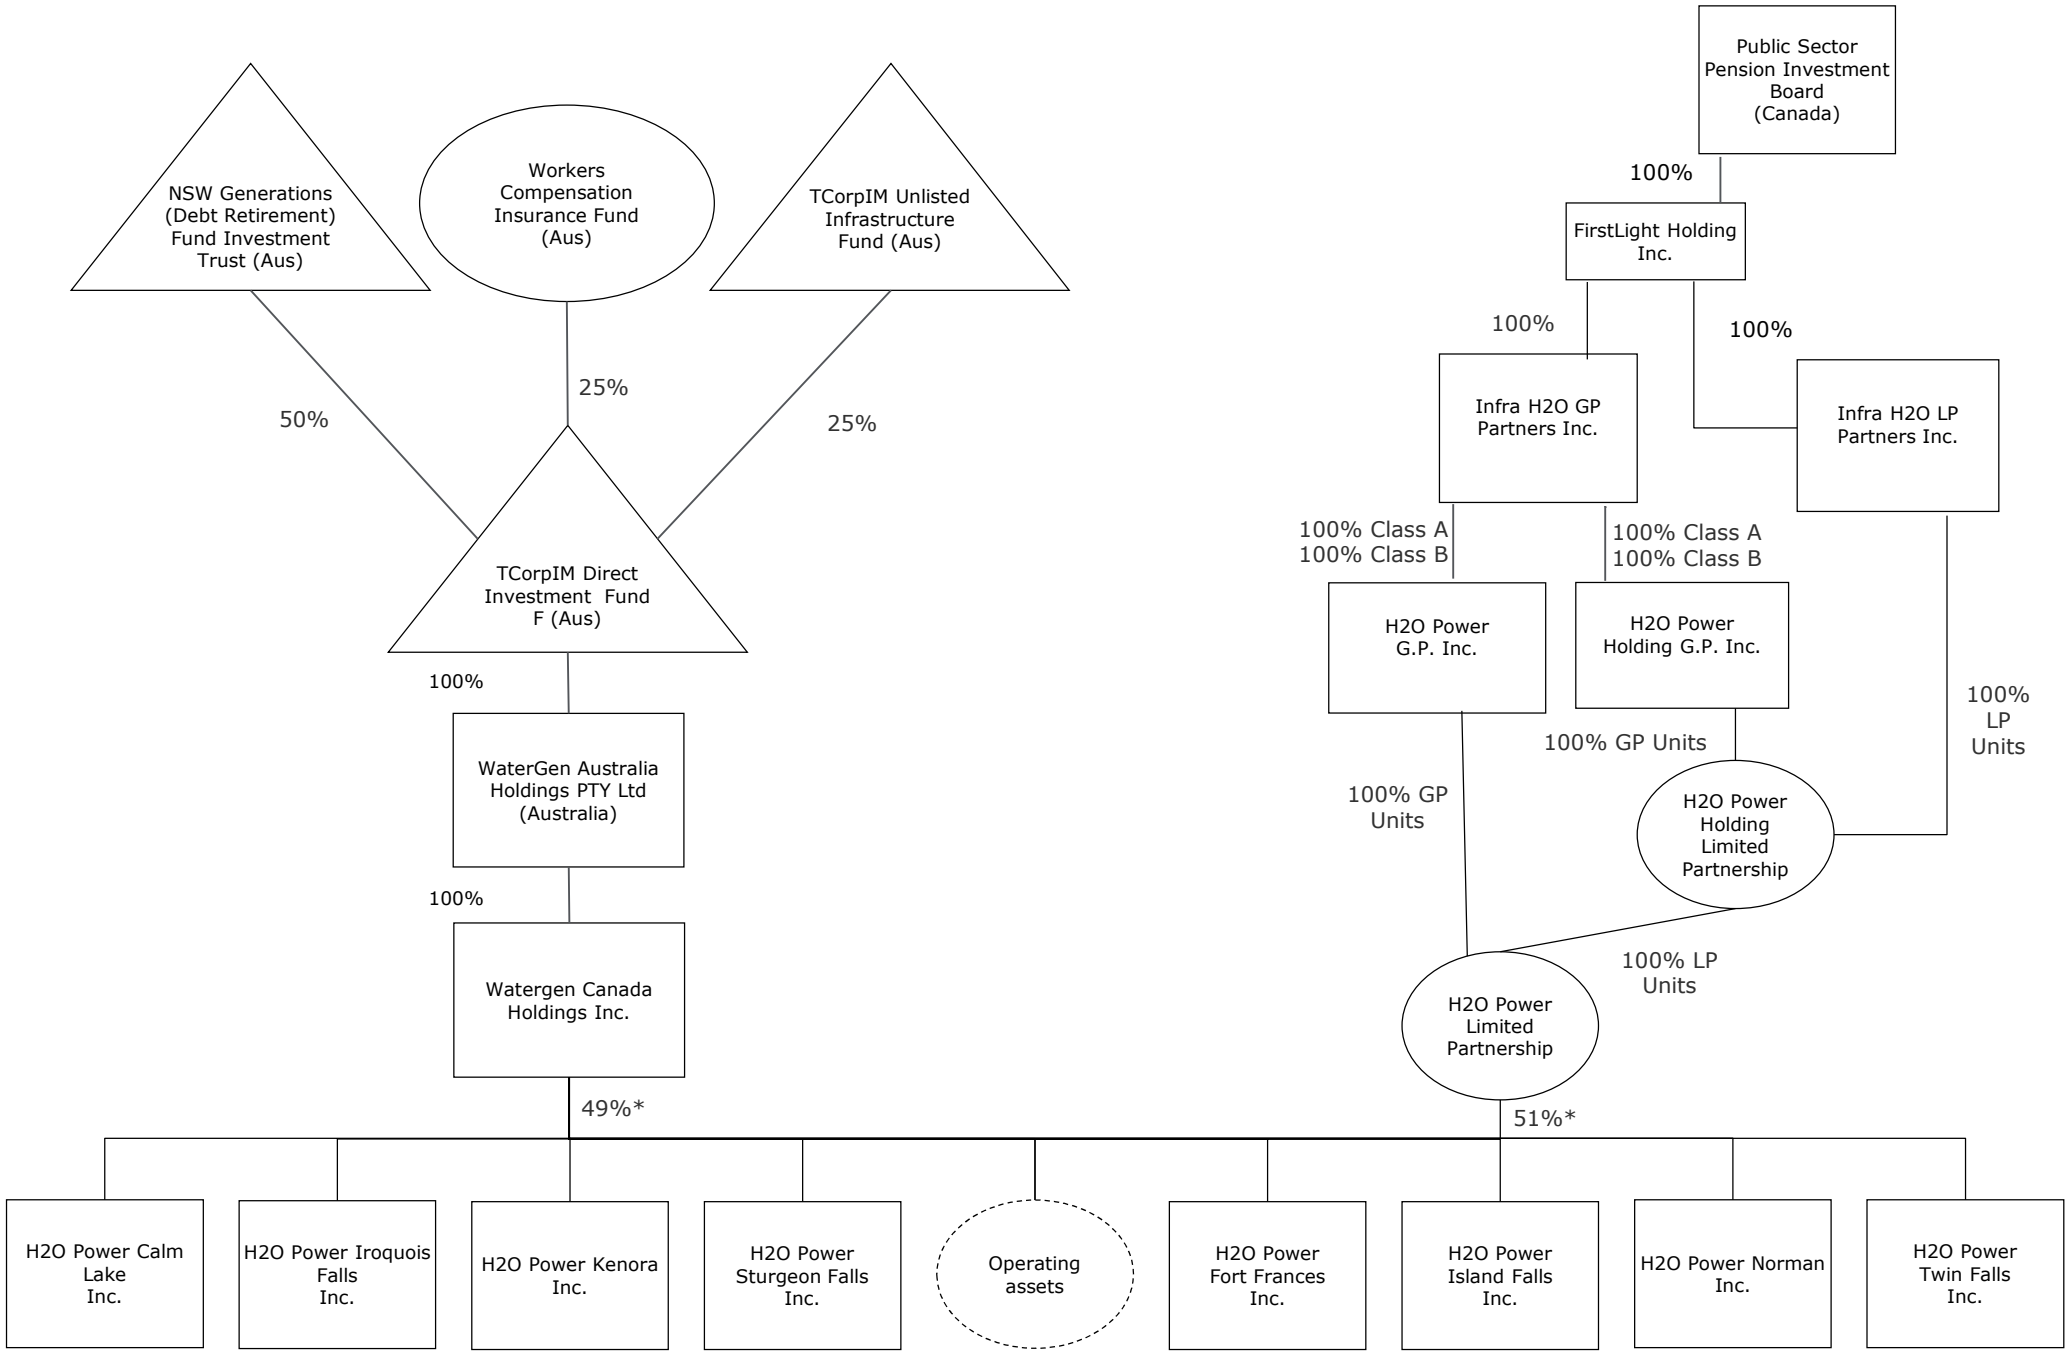 Public Sector
Pension Investment
Board
(Canada)
NSW Generations
(Debt Retirement)
Fund Investment
Trust (Aus)
Workers
Compensation
Insurance Fund
(Aus)
TCorpIM Unlisted
Infrastructure
Fund (Aus)
100%
FirstLight Holding
Inc.
100%
100%
50%
25%
25%
Infra H2O GP
Partners Inc.
Infra H2O LP
Partners Inc.
100% Class A
100% Class B
100% Class A
100% Class B
TCorpIM Direct
Investment  Fund
F (Aus)
H2O Power
G.P. Inc.
H2O Power
Holding G.P. Inc.
100%
100%
LP
Units
100% GP Units
WaterGen Australia
Holdings PTY Ltd
(Australia)
100% GP
Units
H2O Power
Holding
Limited
Partnership
100%
100% LP
Units
Watergen Canada
Holdings Inc.
H2O Power
Limited
Partnership
49%*
51%*
H2O Power Calm
Lake
Inc.
H2O Power Iroquois
Falls
Inc.
H2O Power Kenora
Inc.
H2O Power
Sturgeon Falls
Inc.
Operating
assets
H2O Power
Fort Frances
Inc.
H2O Power
Island Falls
Inc.
H2O Power Norman
Inc.
H2O Power
Twin Falls
Inc.